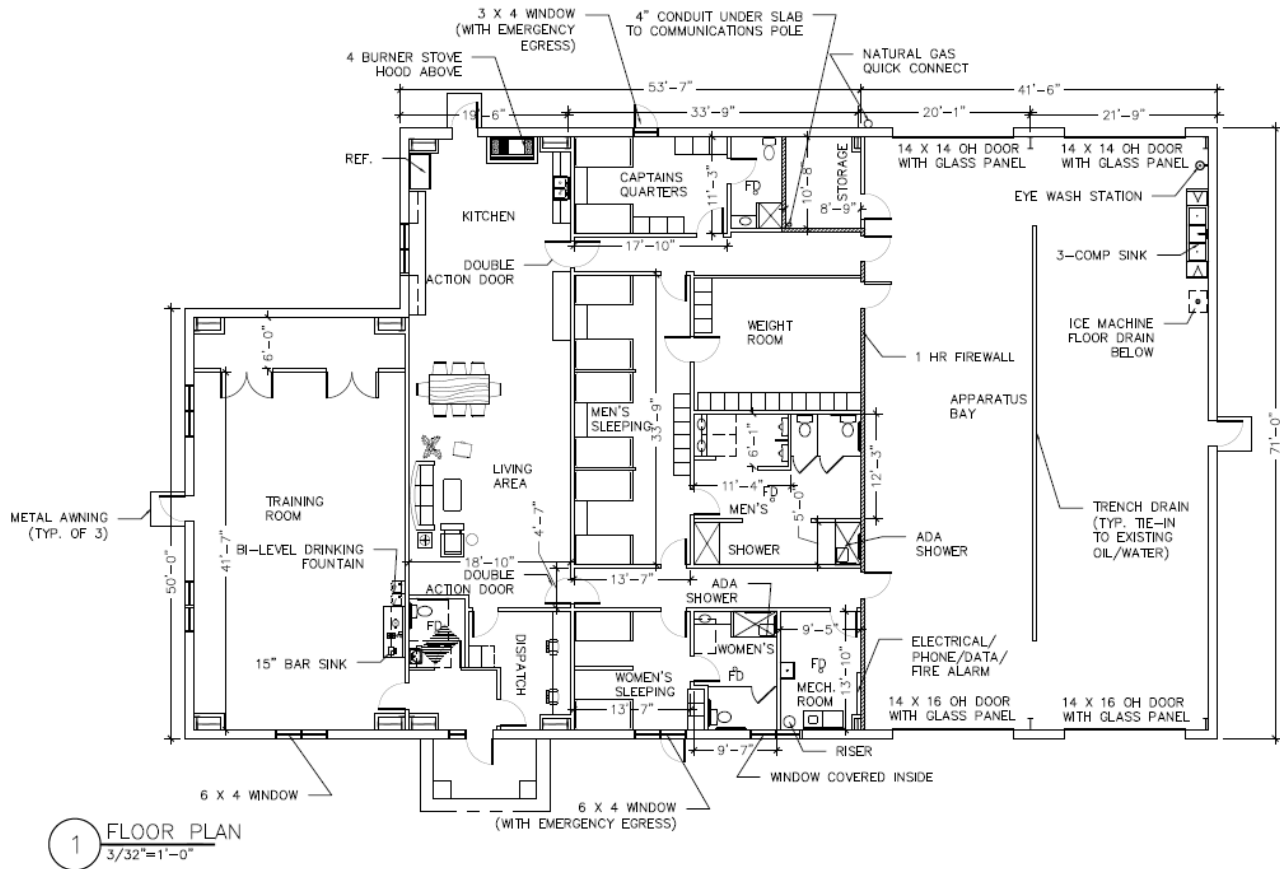 3 X 4 WINDOW
(WITH EMERGENCY
EGRESS)
4" CONDUIT UNDER SLAB
TO COMMUNICATIONS POLE
4 BURNER STOVE
HOOD ABOVE
NATURAL GAS
QUICK CONNECT
53'-7"
41'-6"
19'-6"
33'-9"
20'-1"
21'-9"
REF.
14 X 14 OH DOOR
WITH GLASS PANEL
14 X 14 OH DOOR
WITH GLASS PANEL
CAPTAINS
QUARTERS
11'-3"
FD
10'-8"
STORAGE
8'-9"
EYE WASH STATION
KITCHEN
17'-10"
DOUBLE
ACTION DOOR
3-COMP SINK
WEIGHT
ROOM
ICE MACHINE
FLOOR DRAIN
BELOW
6'-0"
1 HR FIREWALL
APPARATUS
BAY
MEN'S
SLEEPING
33'-9"
6'-1"
12'-3"
71'-0"
LIVING
AREA
11'-4"
FD
MEN'S
5'-0"
TRAINING
ROOM
TRENCH DRAIN
(TYP. TIE-IN
TO EXISTING
OIL/WATER)
METAL AWNING
(TYP. OF 3)
4'-7"
SHOWER
ADA
SHOWER
BI-LEVEL DRINKING
FOUNTAIN
50'-0"
41'-7"
18'-10"
DOUBLE
ACTION DOOR
13'-7"
ADA
SHOWER
FD
DISPATCH
9'-5"
WOMEN'S
FD
FD
ELECTRICAL/
PHONE/DATA/
FIRE ALARM
15" BAR SINK
WOMEN'S
SLEEPING
MECH.
ROOM
13'-10"
13'-7"
14 X 16 OH DOOR
WITH GLASS PANEL
14 X 16 OH DOOR
WITH GLASS PANEL
9'-7"
RISER
WINDOW COVERED INSIDE
6 X 4 WINDOW
6 X 4 WINDOW
(WITH EMERGENCY EGRESS)
1
FLOOR PLAN
3/32"=1'-0"